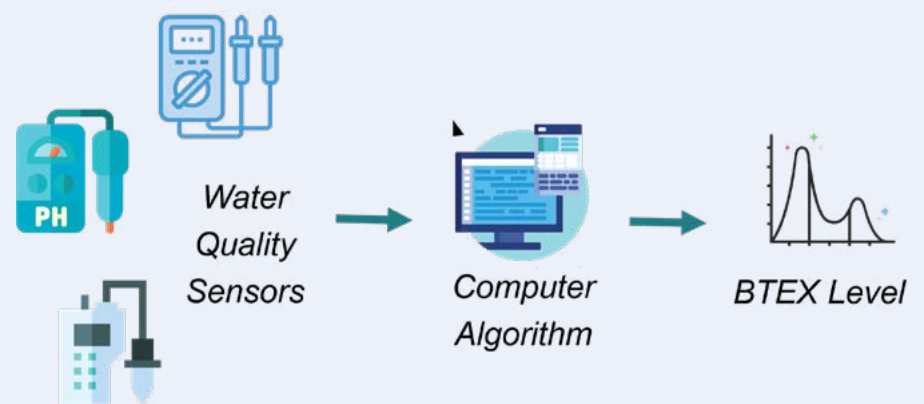 PH
Water
Quality
Sensors
Computer
Algorithm
BTEX Level